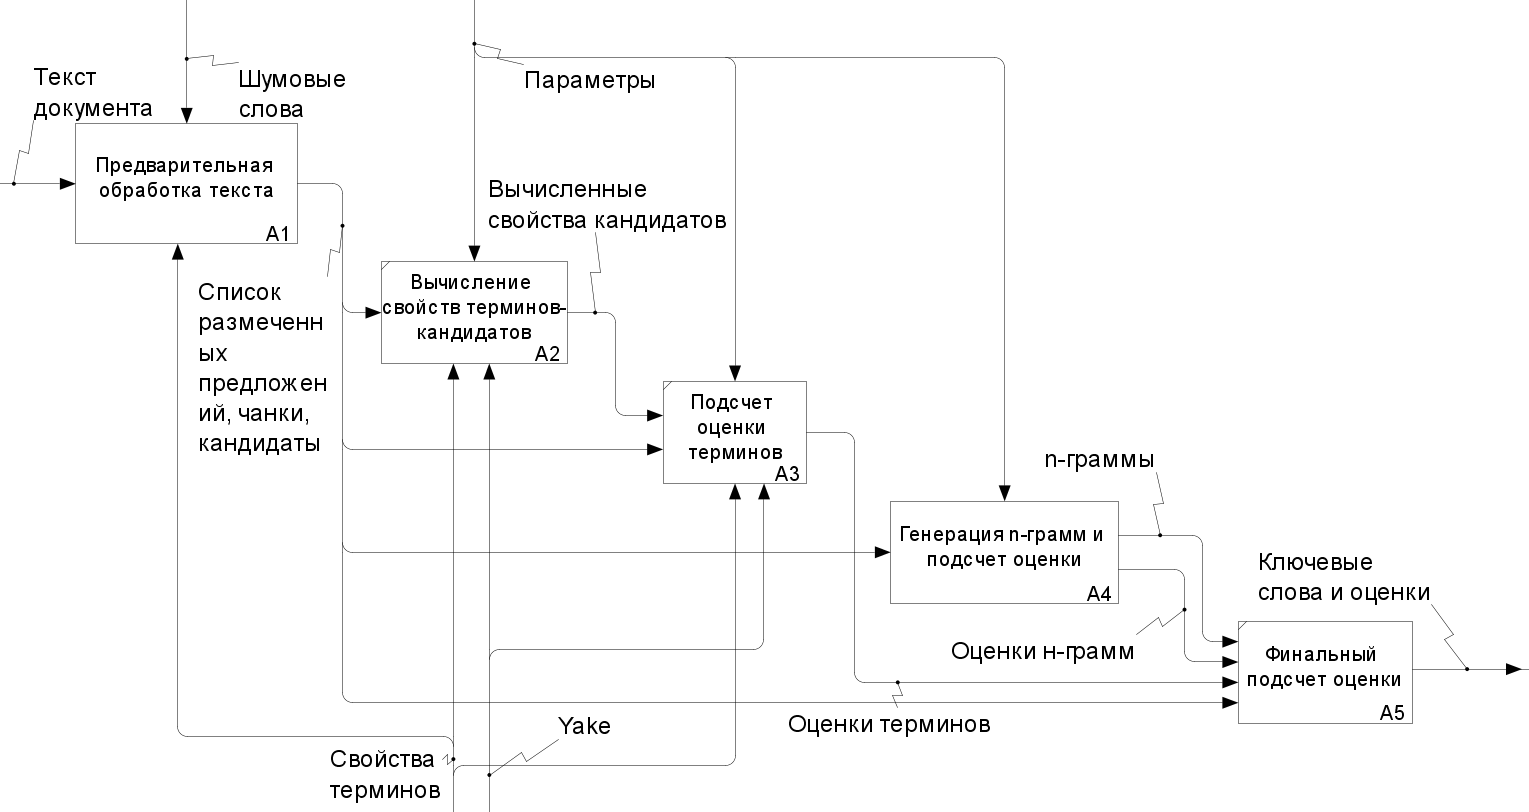 Текст
документа
Шумовые
слова
Параметры
Предварительная
обработка текста
A1
Вычисленные
свойства кандидатов
Список
размеченн
ых
предложен
ий, чанки,
кандидаты
Вычисление
свойств терминов-
кандидатов
A2
Подсчет
оценки
терминов
A3
n-граммы
Генерация n-грамм и
подсчет оценки
A4
Ключевые
слова и оценки
Оценки н-грамм
Финальный
подсчет оценки
A5
Оценки терминов
Yake
Свойства
терминов